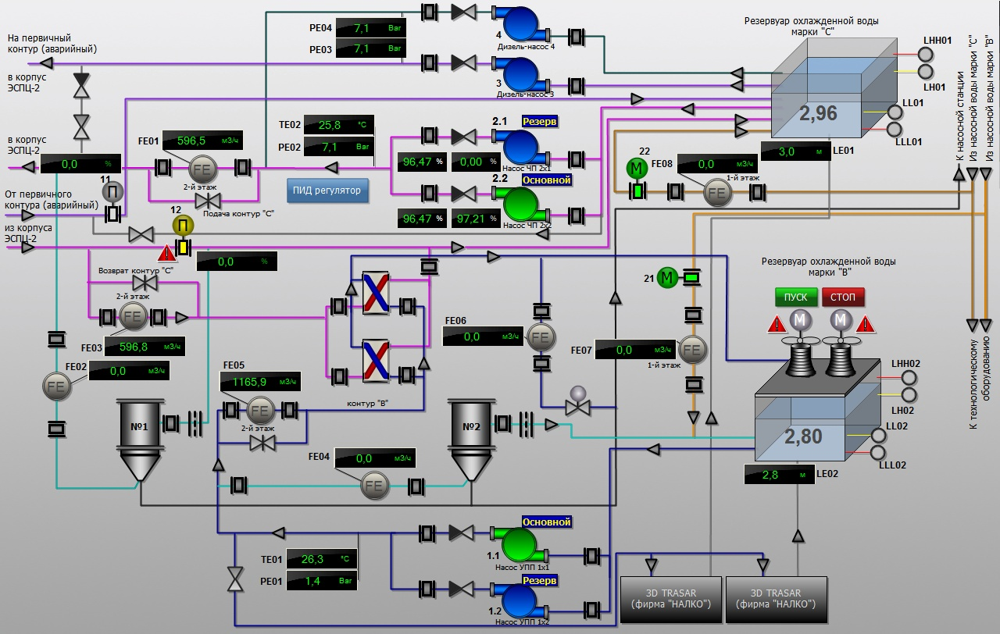 Резервуар охлажденной воды
марки "С"
LHH01
LH01
LL01
LLL01
2,96
3,0 м
LE01
PE04
7,1 Bar
PE03
7,1 Bar
4
Дизель-насос 4
3
Дизель-насос 3
На первичный
контур (аварийный)
в корпус
ЭСПЦ-2
в корпус
ЭСПЦ-2
0,0 %
От первичного
контура (аварийный)
из корпуса
ЭСПЦ-2
FE01
596,5 м3/ч
FE
2-й этаж
Подача контур "С"
11
П
12
П
0,0 %
TE02
25,8 °C
PE02
7,1 Bar
ПИД регулятор
2.1
Резерв
96,47 %
0,00 %
Насос ЧП 2x1
2.2
Основной
96,47 %
97,21 %
Насос ЧП 2x2
22
M
FE08
0,0 м3/ч
1-й этаж
FE
К насосной станции
Из насосной воды марки "С"
Из насосной воды марки "В"
К технологическому
оборудованию
Возврат контур "С"
2-й этаж
FE
FE03
596,8 м3/ч
FE02
0,0 м3/ч
FE
FE05
1165,9 м3/ч
FE
2-й этаж
контур "В"
FE06
0,0 м3/ч
FE
21
M
FE07
0,0 м3/ч
FE
1-й этаж
Резервуар охлажденной воды
марки "В"
ПУСК
СТОП
M
M
LHH02
LH02
LL02
LLL02
2,80
2,8 м
LE02
№1
№2
FE04
0,0 м3/ч
FE
TE01
26,3 °C
PE01
1,4 Bar
Основной
1.1
Насос УПП 1x1
Резерв
1.2
Насос УПП 1x2
3D TRASAR
(фирма "НАЛКО")
3D TRASAR
(фирма "НАЛКО")